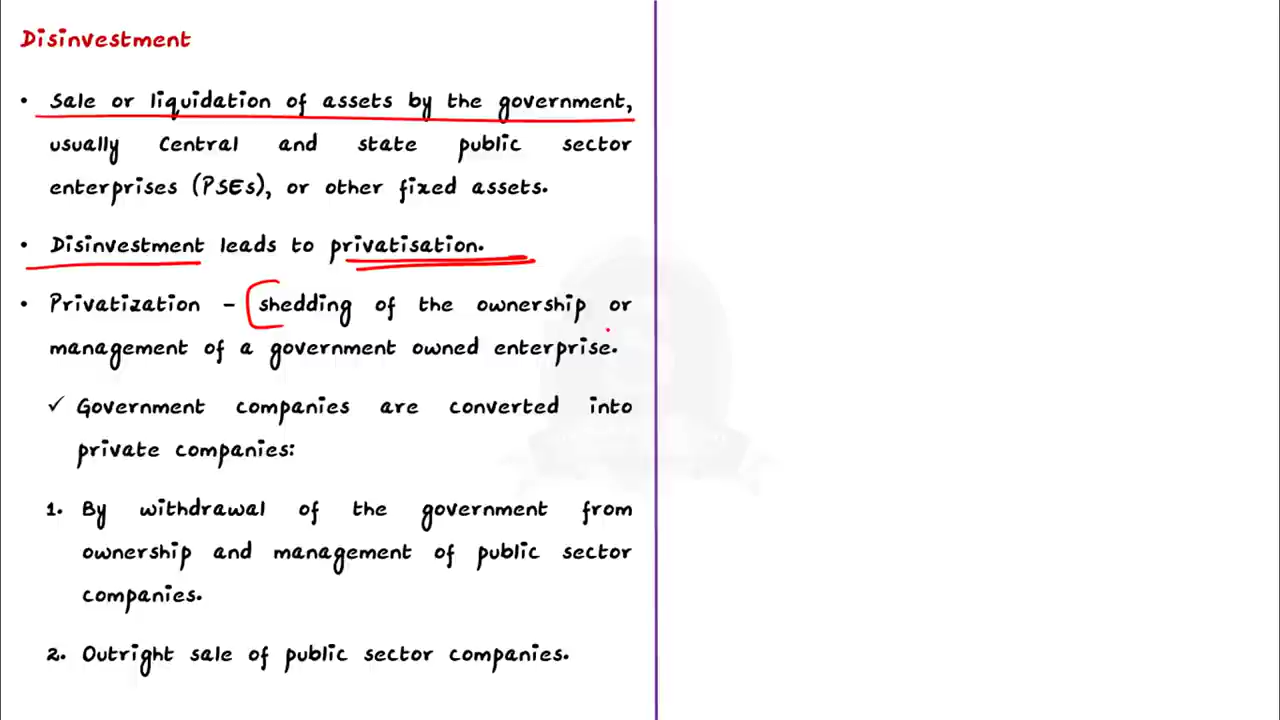 Disinvestment
• Sale or liquidation of assets by the government,
usually Central and state public sector
enterprises (PSEs), or other fixed assets.
• Disinvestment leads to privatisation.
• Privatization - shedding of the ownership or
management of a government owned enterprise.
✓ Government companies are converted into
private companies:
1. By withdrawal of the government from
ownership and management of public sector
companies.
2. Outright sale of public sector companies.